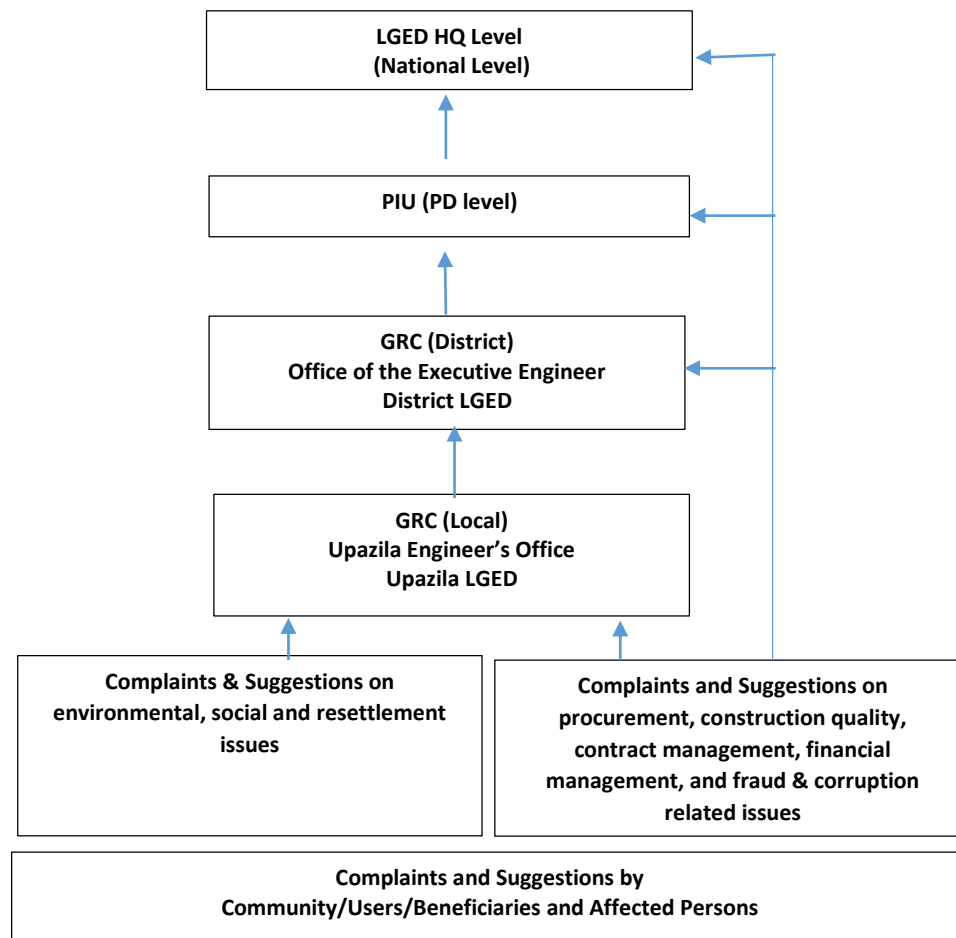 LGED HQ Level
(National Level)
PIU (PD level)
GRC (District)
Office of the Executive Engineer
District LGED
GRC (Local)
Upazila Engineer’s Office
Upazila LGED
Complaints & Suggestions on
environmental, social and resettlement
issues
Complaints and Suggestions on
procurement, construction quality,
contract management, financial
management, and fraud & corruption
related issues
Complaints and Suggestions by
Community/Users/Beneficiaries and Affected Persons